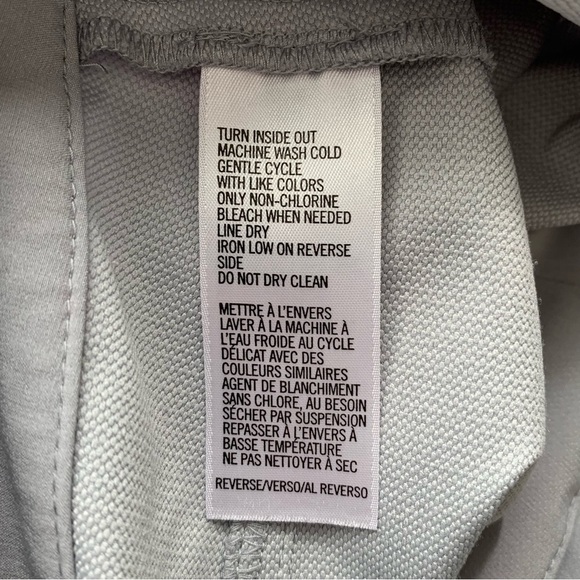 TURN INSIDE OUT
MACHINE WASH COLD
GENTLE CYCLE
WITH LIKE COLORS
ONLY NON-CHLORINE
BLEACH WHEN NEEDED
LINE DRY
IRON LOW ON REVERSE
SIDE
DO NOT DRY CLEAN
METTRE À L'ENVERS
LAVER À LA MACHINE À
L'EAU FROIDE AU CYCLE
DÉLICAT AVEC DES
COULEURS SIMILAIRES
AGENT DE BLANCHIMENT
SANS CHLORE, AU BESOIN
SÉCHER PAR SUSPENSION
REPASSER À L'ENVERS À
BASSE TEMPÉRATURE
NE PAS NETTOYER À SEC
REVERSE/VERSO/AL REVERSO